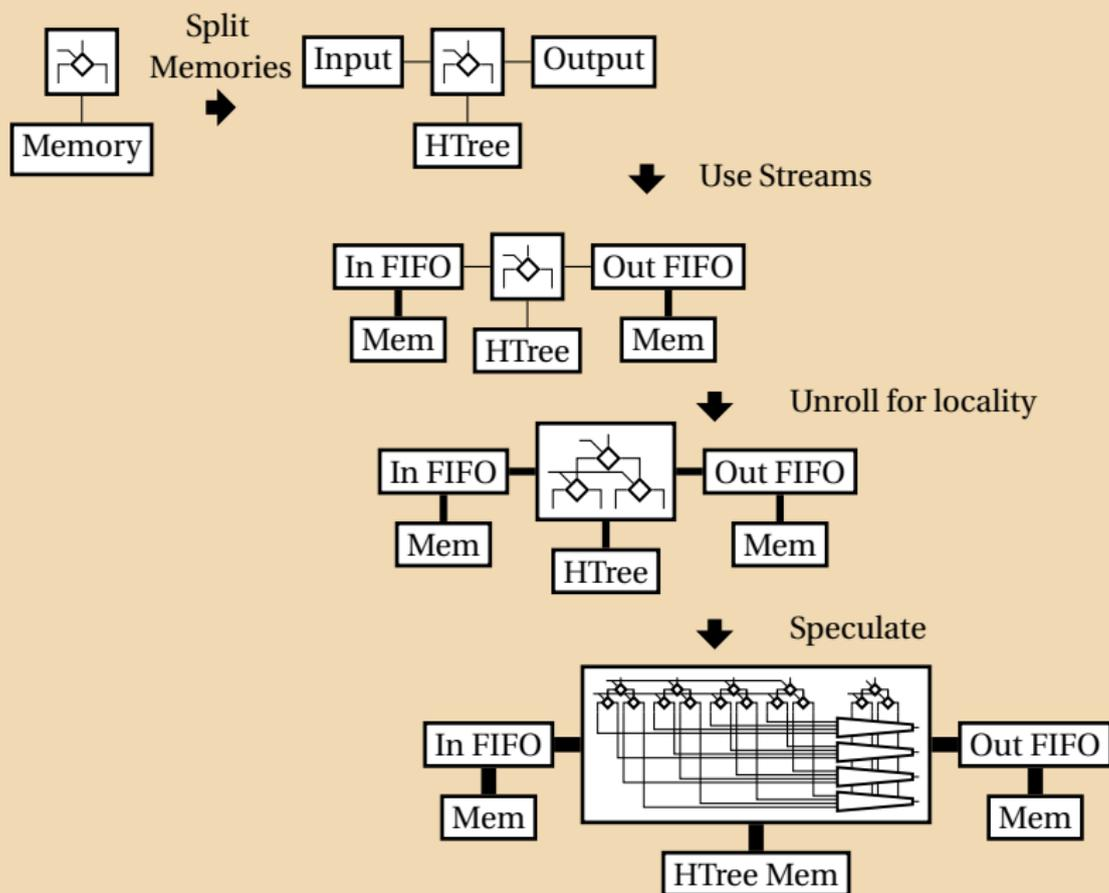 Split
Memories
Input
Output
Memory
HTree
Use Streams
In FIFO
Out FIFO
Mem
HTree
Mem
Unroll for locality
In FIFO
Out FIFO
Mem
HTree
Mem
Speculate
In FIFO
Out FIFO
Mem
Mem
HTree Mem